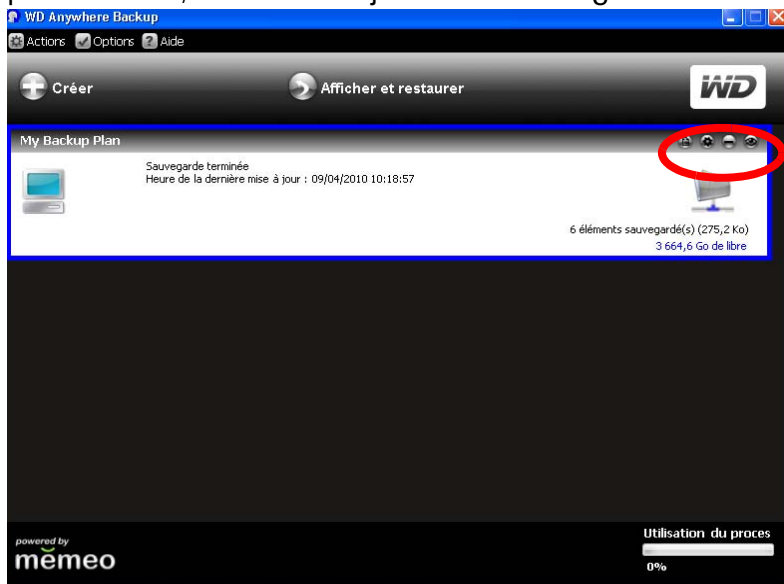 WD Anywhere Backup
Actions Options Aide
Créer Afficher et restaurer WD
My Backup Plan
Sauvegarde terminée
Heure de la dernière mise à jour : 09/04/2010 10:18:57
6 éléments sauvegardé(s) (275,2 Ko)
3 664,6 Go de libre
Utilisation du proces
powered by
memeo
0%